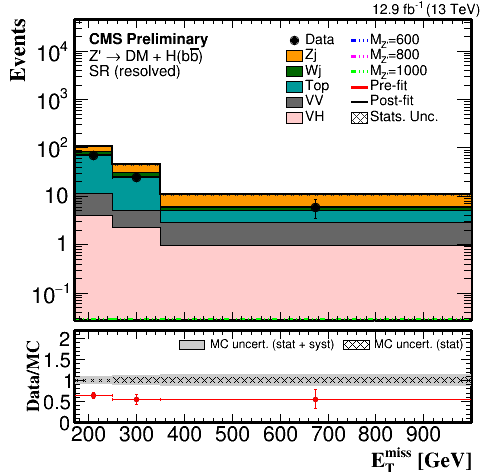 12.9 fb⁻¹ (13 TeV)
CMS Preliminary
Z' → DM + H(bb̅)
SR (resolved)
Data
Zj
Wj
Top
VV
VH
M_Z'=600
M_Z'=800
M_Z'=1000
Pre-fit
Post-fit
Stats. Unc.
Events
10⁴
10³
10²
10
1
10⁻¹
MC uncert. (stat + syst)
MC uncert. (stat)
Data/MC
2
1.5
1
0.5
0
200 300 400 500 600 700 800 900
E_T^miss [GeV]